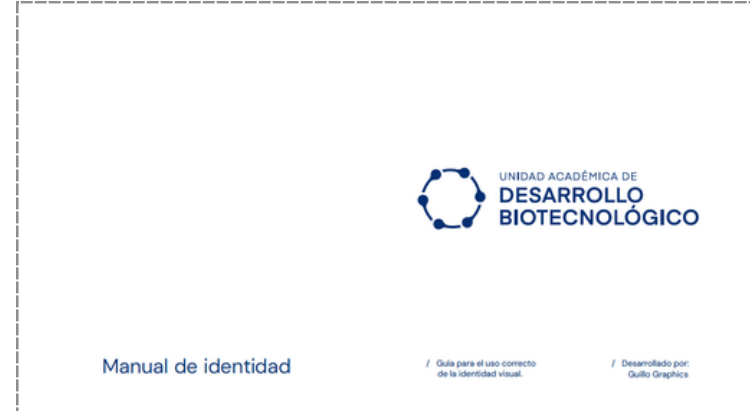 UNIDAD ACADÉMICA DE
DESARROLLO
BIOTECNOLÓGICO
Manual de identidad
/ Guía para el uso correcto
de la identidad visual.
/ Desarrollado por:
Guillo Graphics